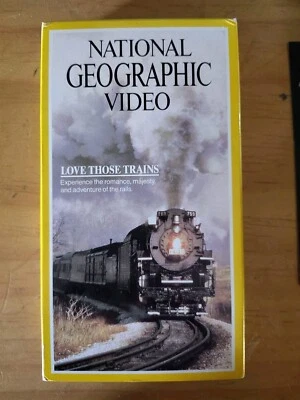 NATIONAL
GEOGRAPHIC
VIDEO
LOVE THOSE TRAINS
Experience the romance, majesty
and adventure of the rails.